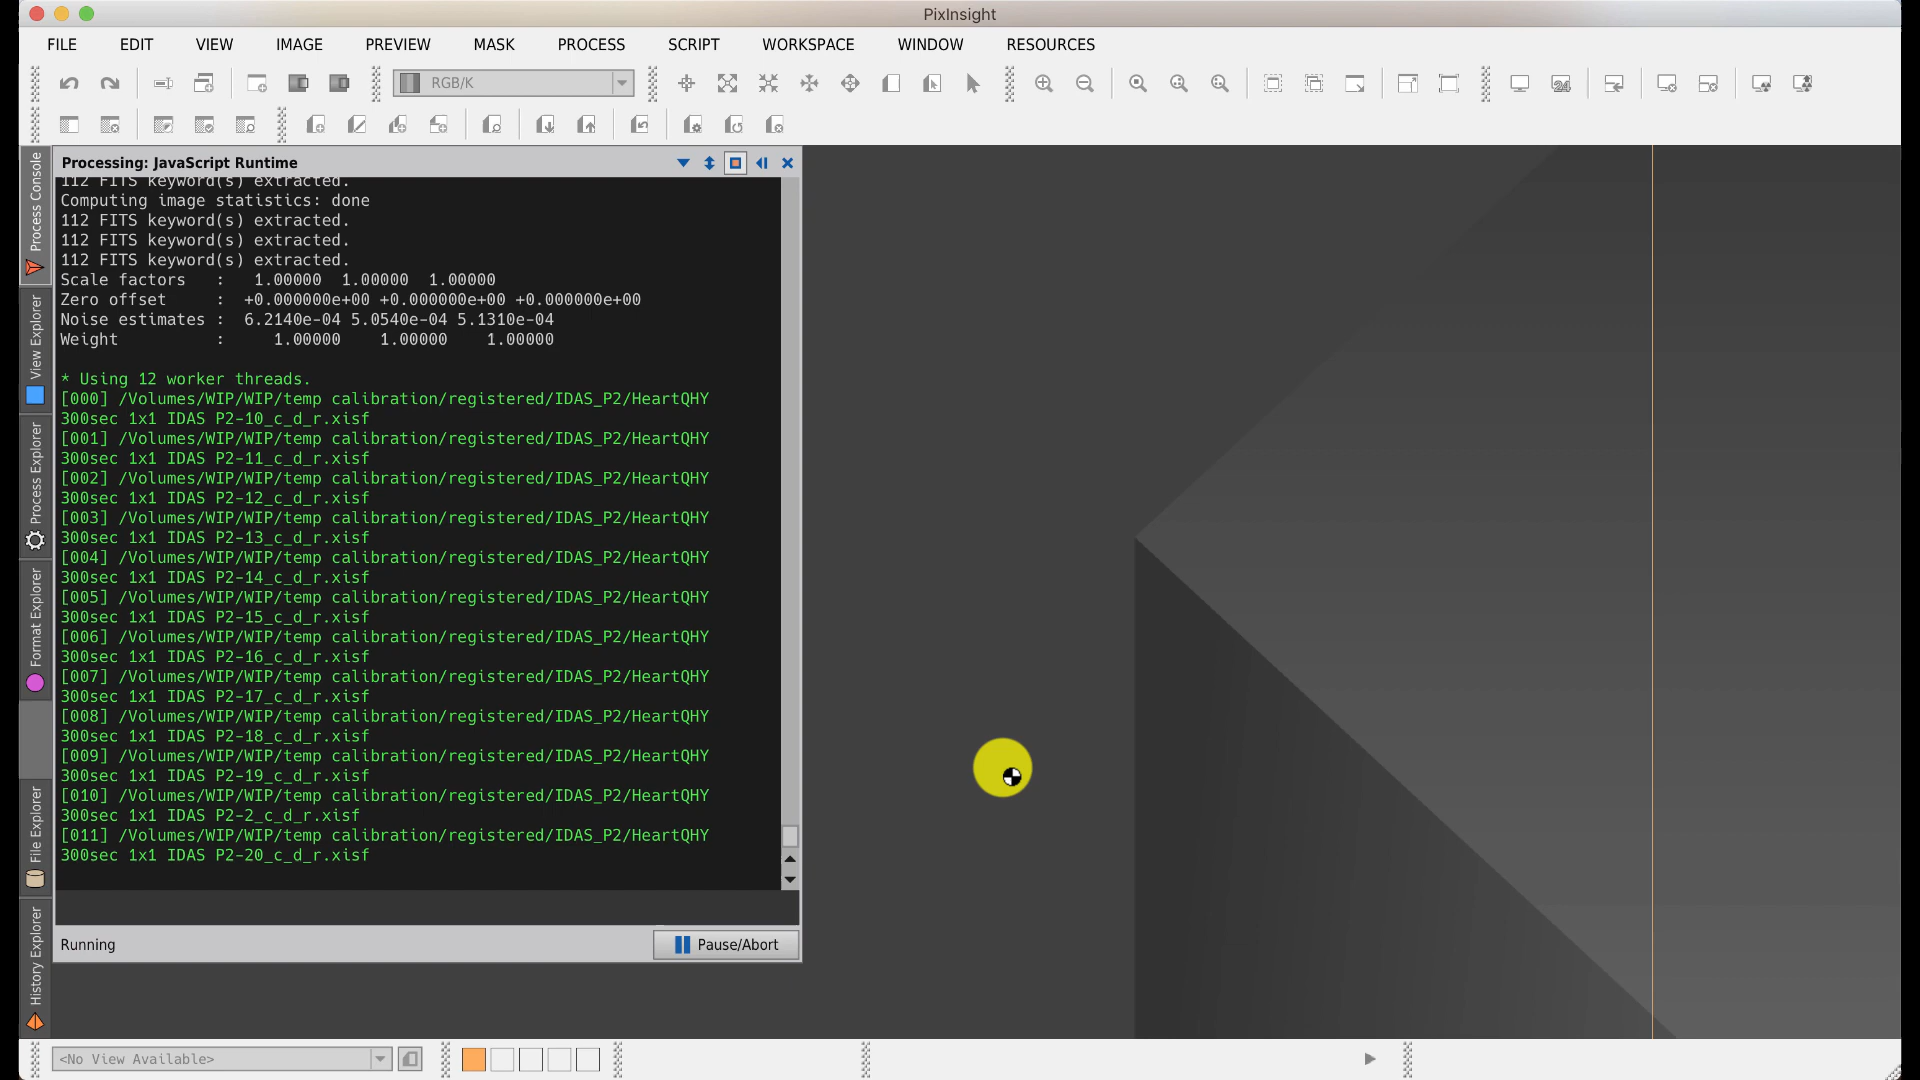 PixInsight
FILE EDIT VIEW IMAGE PREVIEW MASK PROCESS SCRIPT WORKSPACE WINDOW RESOURCES
RGB/K
24
Processing: JavaScript Runtime
112 FITS keyword(s) extracted.
Computing image statistics: done
112 FITS keyword(s) extracted.
112 FITS keyword(s) extracted.
112 FITS keyword(s) extracted.
Scale factors : 1.00000 1.00000 1.00000
Zero offset : +0.000000e+00 +0.000000e+00 +0.000000e+00
Noise estimates : 6.2140e-04 5.0540e-04 5.1310e-04
Weight : 1.00000 1.00000 1.00000
* Using 12 worker threads.
[000] /Volumes/WIP/WIP/temp calibration/registered/IDAS_P2/HeartQHY
300sec 1x1 IDAS P2-10_c_d_r.xisf
[001] /Volumes/WIP/WIP/temp calibration/registered/IDAS_P2/HeartQHY
300sec 1x1 IDAS P2-11_c_d_r.xisf
[002] /Volumes/WIP/WIP/temp calibration/registered/IDAS_P2/HeartQHY
300sec 1x1 IDAS P2-12_c_d_r.xisf
[003] /Volumes/WIP/WIP/temp calibration/registered/IDAS_P2/HeartQHY
300sec 1x1 IDAS P2-13_c_d_r.xisf
[004] /Volumes/WIP/WIP/temp calibration/registered/IDAS_P2/HeartQHY
300sec 1x1 IDAS P2-14_c_d_r.xisf
[005] /Volumes/WIP/WIP/temp calibration/registered/IDAS_P2/HeartQHY
300sec 1x1 IDAS P2-15_c_d_r.xisf
[006] /Volumes/WIP/WIP/temp calibration/registered/IDAS_P2/HeartQHY
300sec 1x1 IDAS P2-16_c_d_r.xisf
[007] /Volumes/WIP/WIP/temp calibration/registered/IDAS_P2/HeartQHY
300sec 1x1 IDAS P2-17_c_d_r.xisf
[008] /Volumes/WIP/WIP/temp calibration/registered/IDAS_P2/HeartQHY
300sec 1x1 IDAS P2-18_c_d_r.xisf
[009] /Volumes/WIP/WIP/temp calibration/registered/IDAS_P2/HeartQHY
300sec 1x1 IDAS P2-19_c_d_r.xisf
[010] /Volumes/WIP/WIP/temp calibration/registered/IDAS_P2/HeartQHY
300sec 1x1 IDAS P2-2_c_d_r.xisf
[011] /Volumes/WIP/WIP/temp calibration/registered/IDAS_P2/HeartQHY
300sec 1x1 IDAS P2-20_c_d_r.xisf
Running
Pause/Abort
Process Console
View Explorer
Process Explorer
Format Explorer
File Explorer
History Explorer
<No View Available>